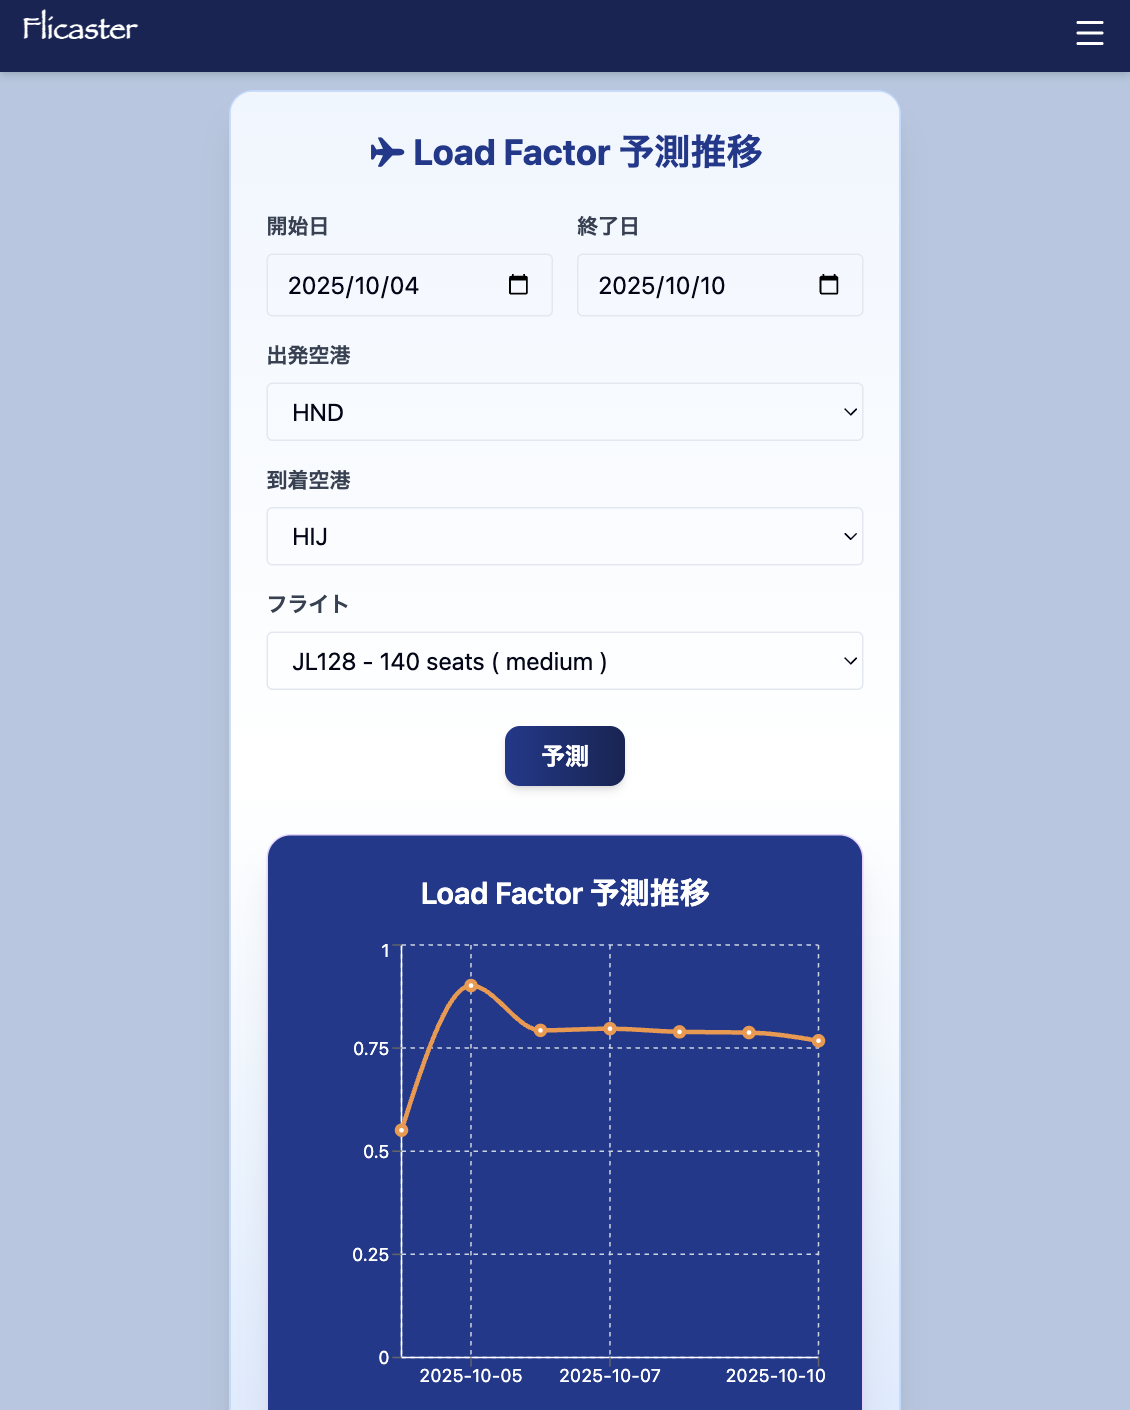 Flicaster
Load Factor 予測推移
開始日
終了日
2025/10/04
2025/10/10
出発空港
HND
到着空港
HIJ
フライト
JL128 - 140 seats ( medium )
予測
Load Factor 予測推移
1
0.75
0.5
0.25
0
2025-10-05 2025-10-07 2025-10-10